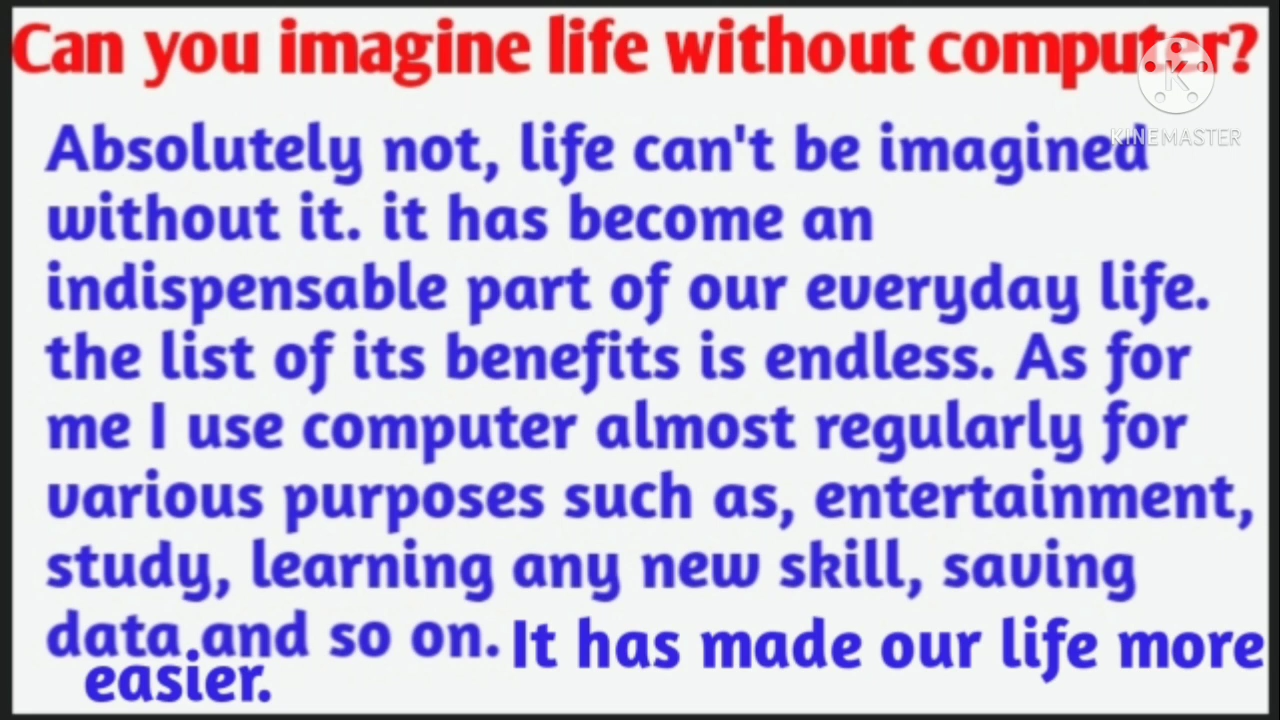 Can you imagine life without computer?
KINEMASTER
Absolutely not, life can't be imagined
without it. it has become an
indispensable part of our everyday life.
the list of its benefits is endless. As for
me I use computer almost regularly for
various purposes such as, entertainment,
study, learning any new skill, saving
data and so on. It has made our life more
easier.